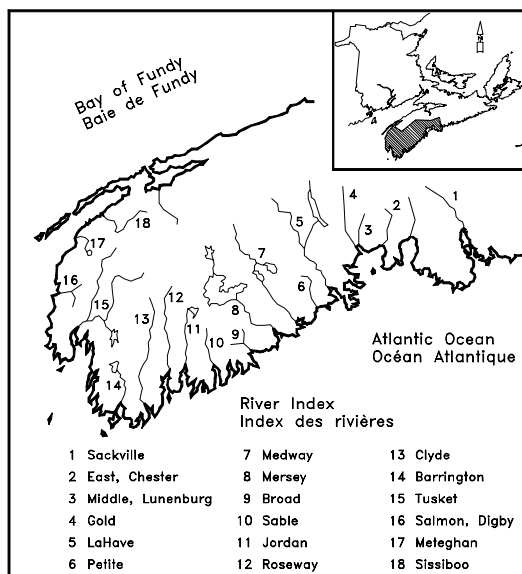 Bay of Fundy
Baie de Fundy
N
18
17
16
15
14
13
12
11
10
9
8
7
6
5
4
3
2
1
Atlantic Ocean
Océan Atlantique
River Index
Index des rivières
1 Sackville
2 East, Chester
3 Middle, Lunenburg
4 Gold
5 LaHave
6 Petite
7 Medway
8 Mersey
9 Broad
10 Sable
11 Jordan
12 Roseway
13 Clyde
14 Barrington
15 Tusket
16 Salmon, Digby
17 Meteghan
18 Sissiboo